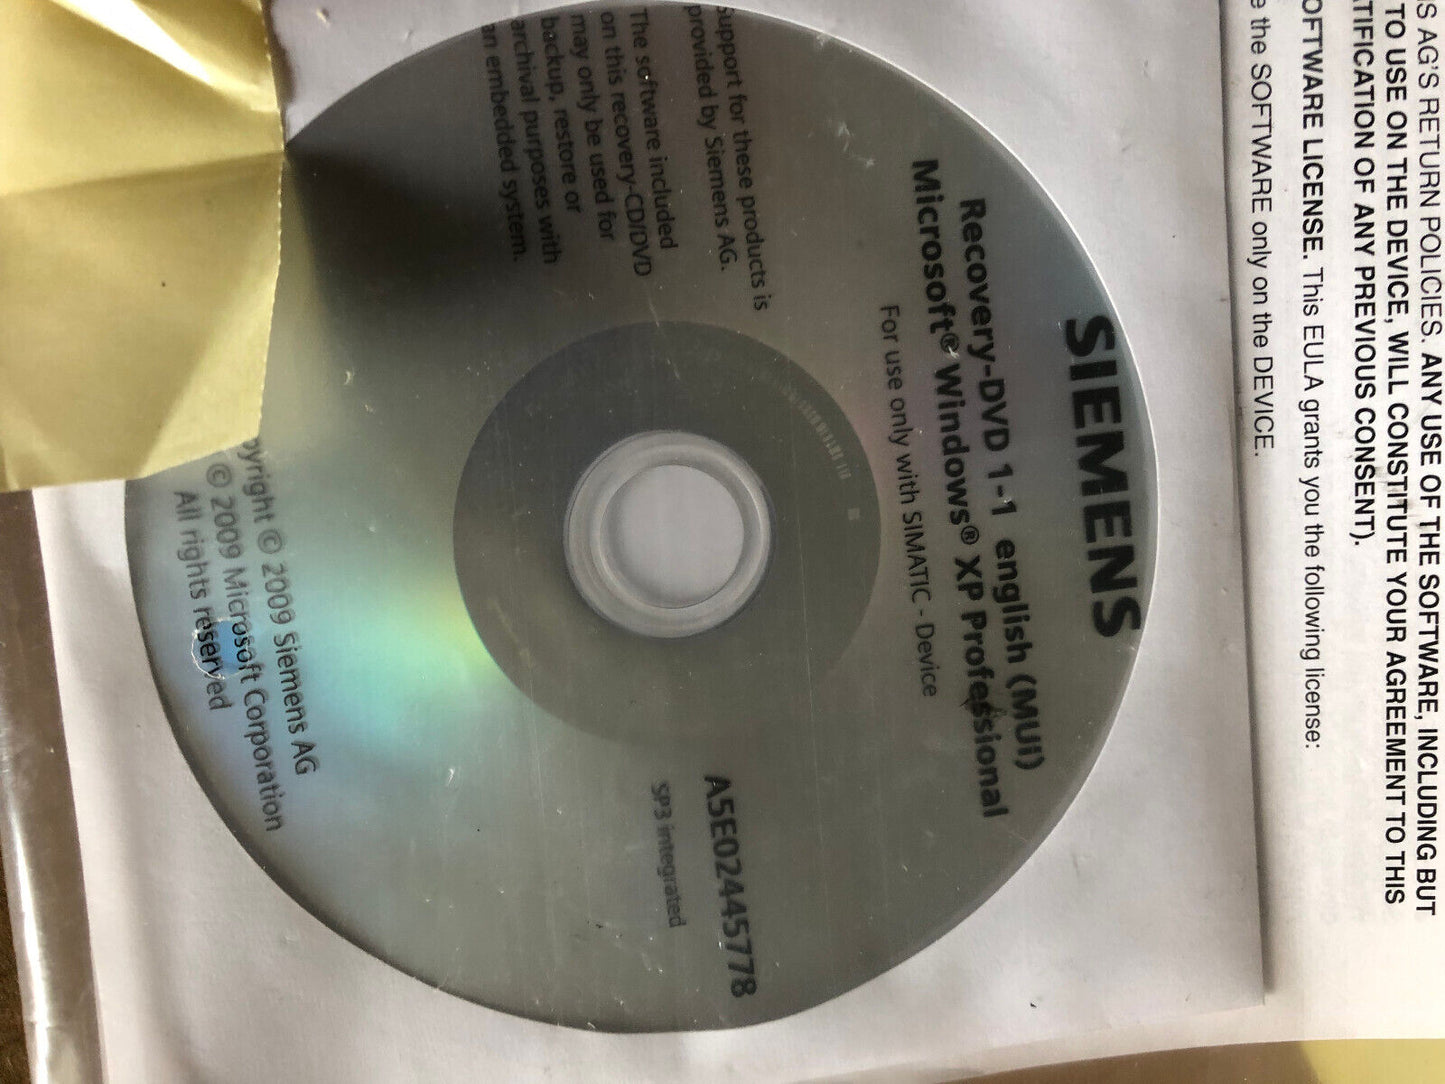 IS AG'S RETURN POLICIES. ANY USE OF THE SOFTWARE, INCLUDING BUT
TO USE ON THE DEVICE, WILL CONSTITUTE YOUR AGREEMENT TO THIS
ATIFICATION OF ANY PREVIOUS CONSENT).
SOFTWARE LICENSE. This EULA grants you the following license:
e the SOFTWARE only on the DEVICE.
SIEMENS
Recovery-DVD 1-1 english (MUI)
Microsoft® Windows® XP Professional
For use only with SIMATIC - Device
Support for these products is
provided by Siemens AG.
The software included
on this recovery-CD/DVD
may only be used for
backup, restore or
archival purposes with
an embedded system.
A5E02445778
SP3 integrated
opyright © 2009 Siemens AG
© 2009 Microsoft Corporation
All rights reserved